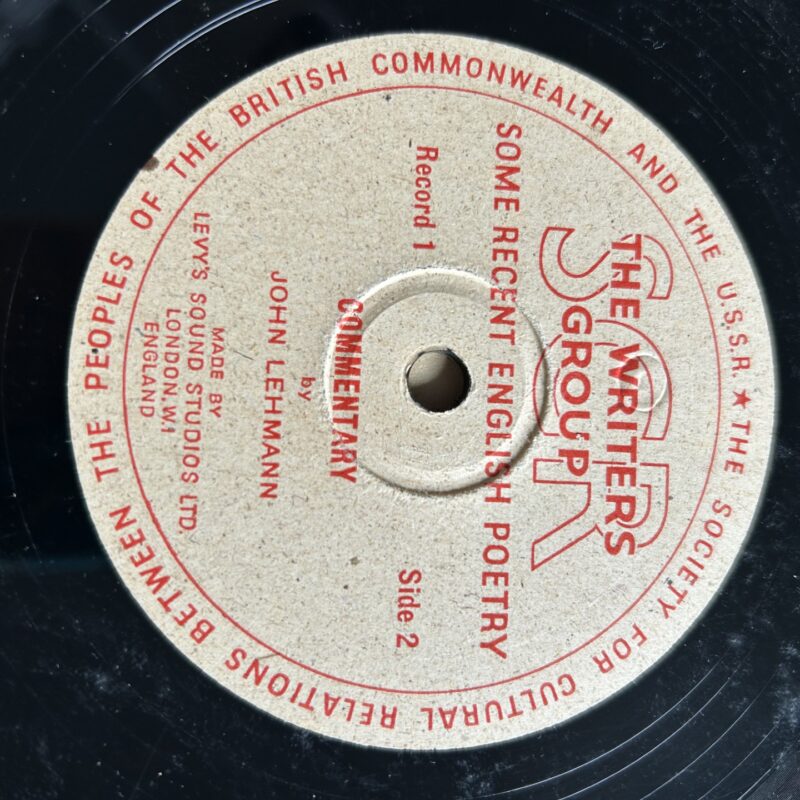 THE SOCIETY FOR CULTURAL RELATIONS BETWEEN THE PEOPLES OF THE BRITISH COMMONWEALTH AND THE U.S.S.R. ★
SCR
THE WRITERS
GROUP
SOME RECENT ENGLISH POETRY
Record 1 Side 2
COMMENTARY
by
JOHN LEHMANN
MADE BY
LEVY'S SOUND STUDIOS LTD.
LONDON.W.1
ENGLAND